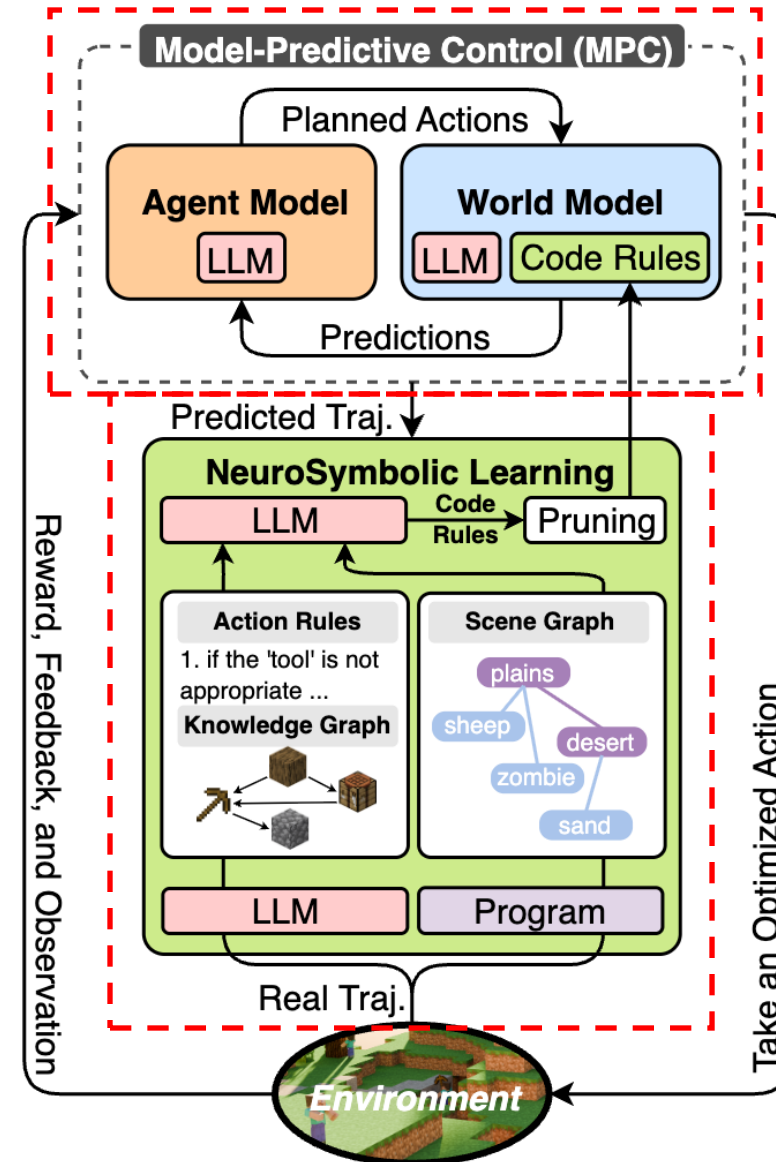 Model-Predictive Control (MPC)
Planned Actions
Agent Model
LLM
World Model
LLM
Code Rules
Predictions
Predicted Traj.
NeuroSymbolic Learning
LLM
Code
Rules
Pruning
Action Rules
1. if the 'tool' is not
appropriate ...
Knowledge Graph
Scene Graph
plains
sheep
desert
zombie
sand
LLM
Program
Real Traj.
Environment
Reward, Feedback, and Observation
Take an Optimized Action